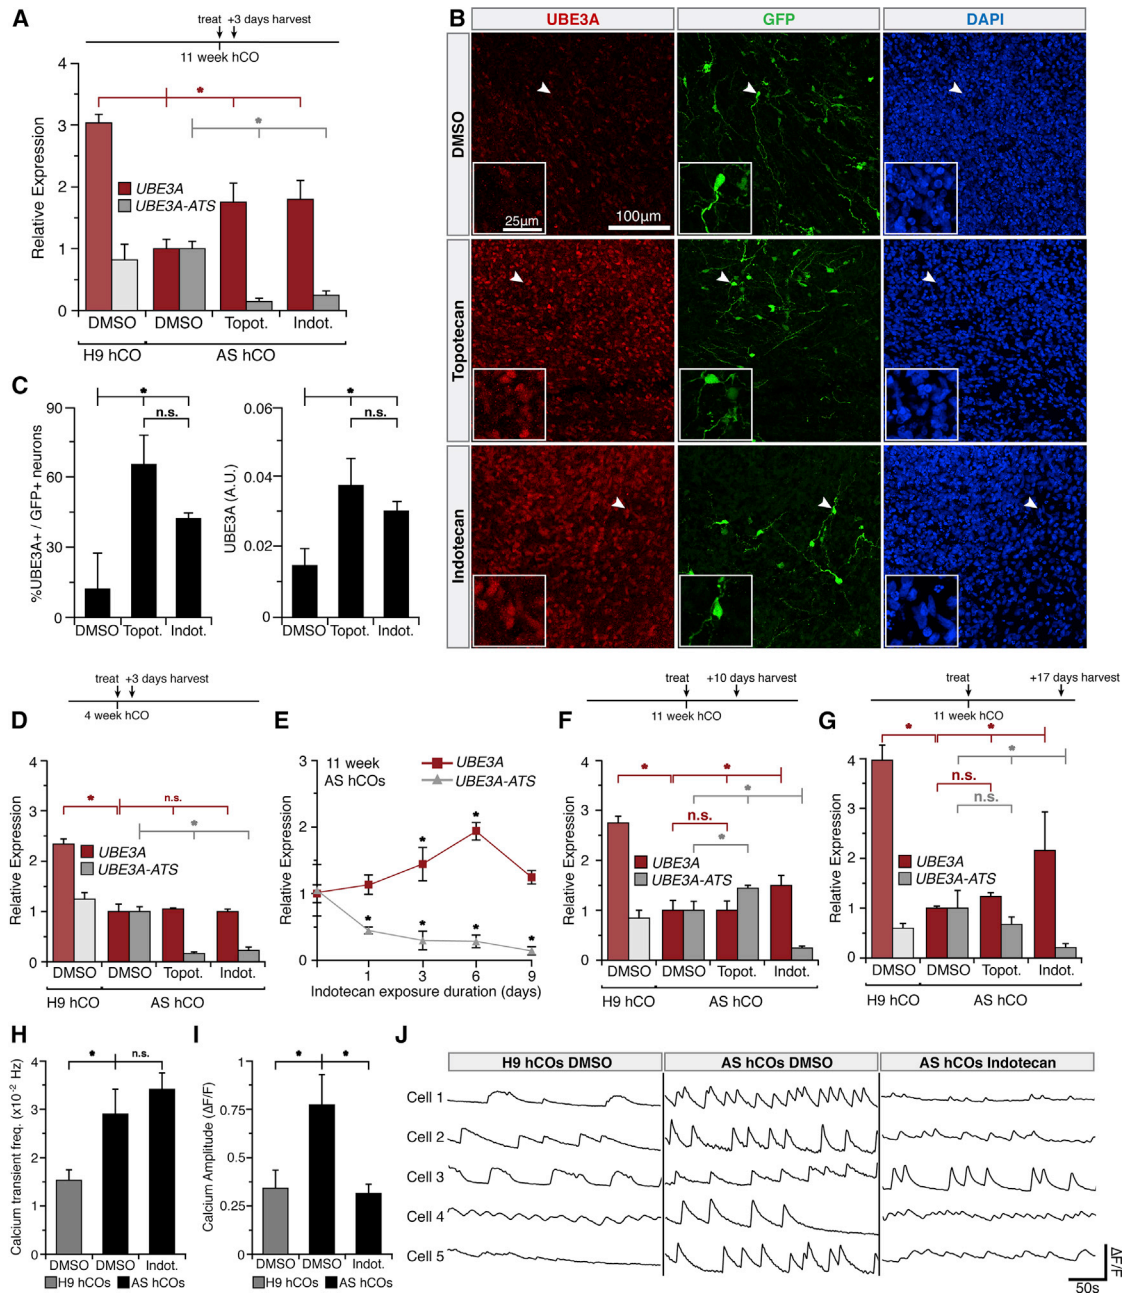 A
treat +3 days harvest
11 week hCO
4
3
2
1
0
Relative Expression
*
*
UBE3A
UBE3A-ATS
DMSO DMSO Topot. Indot.
H9 hCO AS hCO
B
UBE3A GFP DAPI
DMSO
25µm
100µm
Topotecan
Indotecan
C
90
60
30
0
%UBE3A+ / GFP+ neurons
*
n.s.
DMSO Topot. Indot.
0.06
0.04
0.02
0
UBE3A (A.U.)
*
n.s.
DMSO Topot. Indot.
D
treat +3 days harvest
4 week hCO
4
3
2
1
0
Relative Expression
* n.s.
*
UBE3A
UBE3A-ATS
DMSO DMSO Topot. Indot.
H9 hCO AS hCO
E
3
2
1
0
Relative Expression
11 week
AS hCOs
UBE3A
UBE3A-ATS
* *
* * * *
1 3 6 9
Indotecan exposure duration (days)
F
treat +10 days harvest
11 week hCO
4
3
2
1
0
Relative Expression
* *
*
n.s.
*
UBE3A
UBE3A-ATS
DMSO DMSO Topot. Indot.
H9 hCO AS hCO
G
treat +17 days harvest
11 week hCO
4
3
2
1
0
Relative Expression
* *
*
n.s.
n.s.
UBE3A
UBE3A-ATS
DMSO DMSO Topot. Indot.
H9 hCO AS hCO
H
4
3
2
1
0
Calcium transient freq. (x10⁻² Hz)
* n.s.
DMSO DMSO Indot.
H9 hCOs AS hCOs
I
1
0.75
0.5
0.25
0
Calcium Amplitude (ΔF/F)
* *
DMSO DMSO Indot.
H9 hCOs AS hCOs
J
H9 hCOs DMSO AS hCOs DMSO AS hCOs Indotecan
Cell 1
Cell 2
Cell 3
Cell 4
Cell 5
ΔF/F
50s